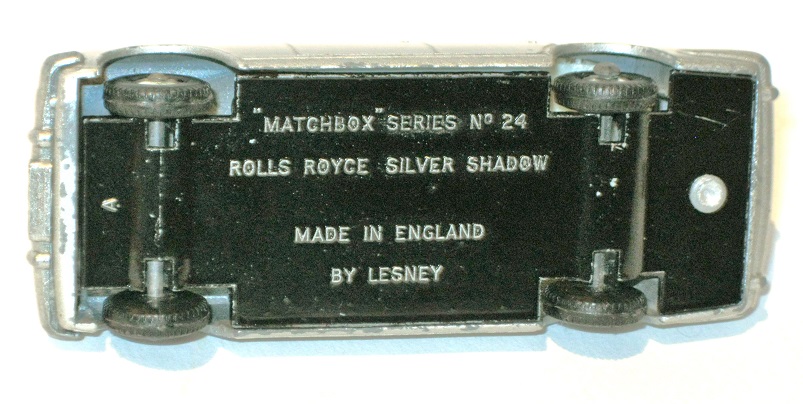 "MATCHBOX" SERIES Nº 24
ROLLS ROYCE SILVER SHADOW
A
MADE IN ENGLAND
BY LESNEY